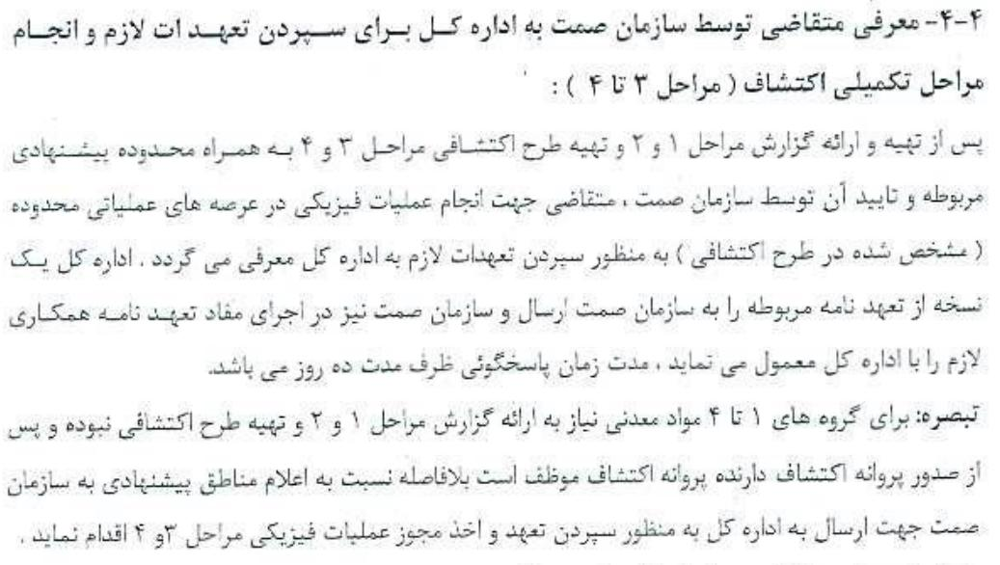 ۴-۴- معرفی متقاضی توسط سازمان صمت به اداره کل برای سپردن تعهد ات لازم و انجام
مراحل تکمیلی اکتشاف ( مراحل ۳ تا ۴ ) :
پس از تهیه و ارائه گزارش مراحل ۱ و ۲ و تهیه طرح اکتشافی مراحل ۳ و ۴ به همراه محدوده پیشنهادی
مربوطه و تایید آن توسط سازمان صمت ، متقاضی جهت انجام عملیات فیزیکی در عرصه های عملیاتی محدوده
( مشخص شده در طرح اکتشافی ) به منظور سپردن تعهدات لازم به اداره کل معرفی می گردد . اداره کل یک
نسخه از تعهد نامه مربوطه را به سازمان صمت ارسال و سازمان صمت نیز در اجرای مفاد تعهد نامه همکاری
لازم را با اداره کل معمول می نماید ، مدت زمان پاسخگوئی ظرف مدت ده روز می باشد.
تبصره: برای گروه های ۱ تا ۴ مواد معدنی نیاز به ارائه گزارش مراحل ۱ و ۲ و تهیه طرح اکتشافی نبوده و پس
از صدور پروانه اکتشاف دارنده پروانه اکتشاف موظف است بلافاصله نسبت به اعلام مناطق پیشنهادی به سازمان
صمت جهت ارسال به اداره کل به منظور سپردن تعهد و اخذ مجوز عملیات فیزیکی مراحل ۳و ۴ اقدام نماید .